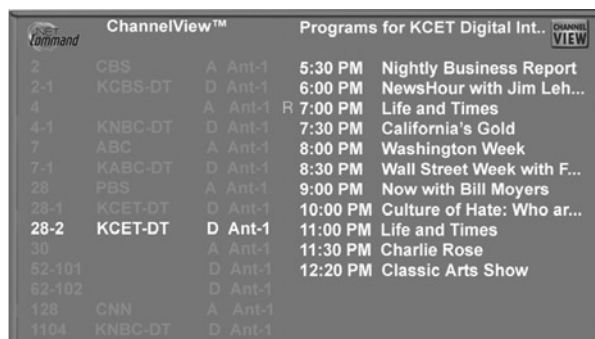 NET Command
ChannelView™
Programs for KCET Digital Int..
CHANNEL VIEW
2 CBS A Ant-1
2-1 KCBS-DT D Ant-1
4 A Ant-1
4-1 KNBC-DT D Ant-1
7 ABC A Ant-1
7-1 KABC-DT D Ant-1
28 PBS A Ant-1
28-1 KCET-DT D Ant-1
28-2 KCET-DT D Ant-1
30 A Ant-1
52-101 D Ant-1
62-102 D Ant-1
128 CNN A Ant-1
1104 KNBC-DT D Ant-1
5:30 PM Nightly Business Report
6:00 PM NewsHour with Jim Leh...
R 7:00 PM Life and Times
7:30 PM California's Gold
8:00 PM Washington Week
8:30 PM Wall Street Week with F...
9:00 PM Now with Bill Moyers
10:00 PM Culture of Hate: Who ar...
11:00 PM Life and Times
11:30 PM Charlie Rose
12:20 PM Classic Arts Show